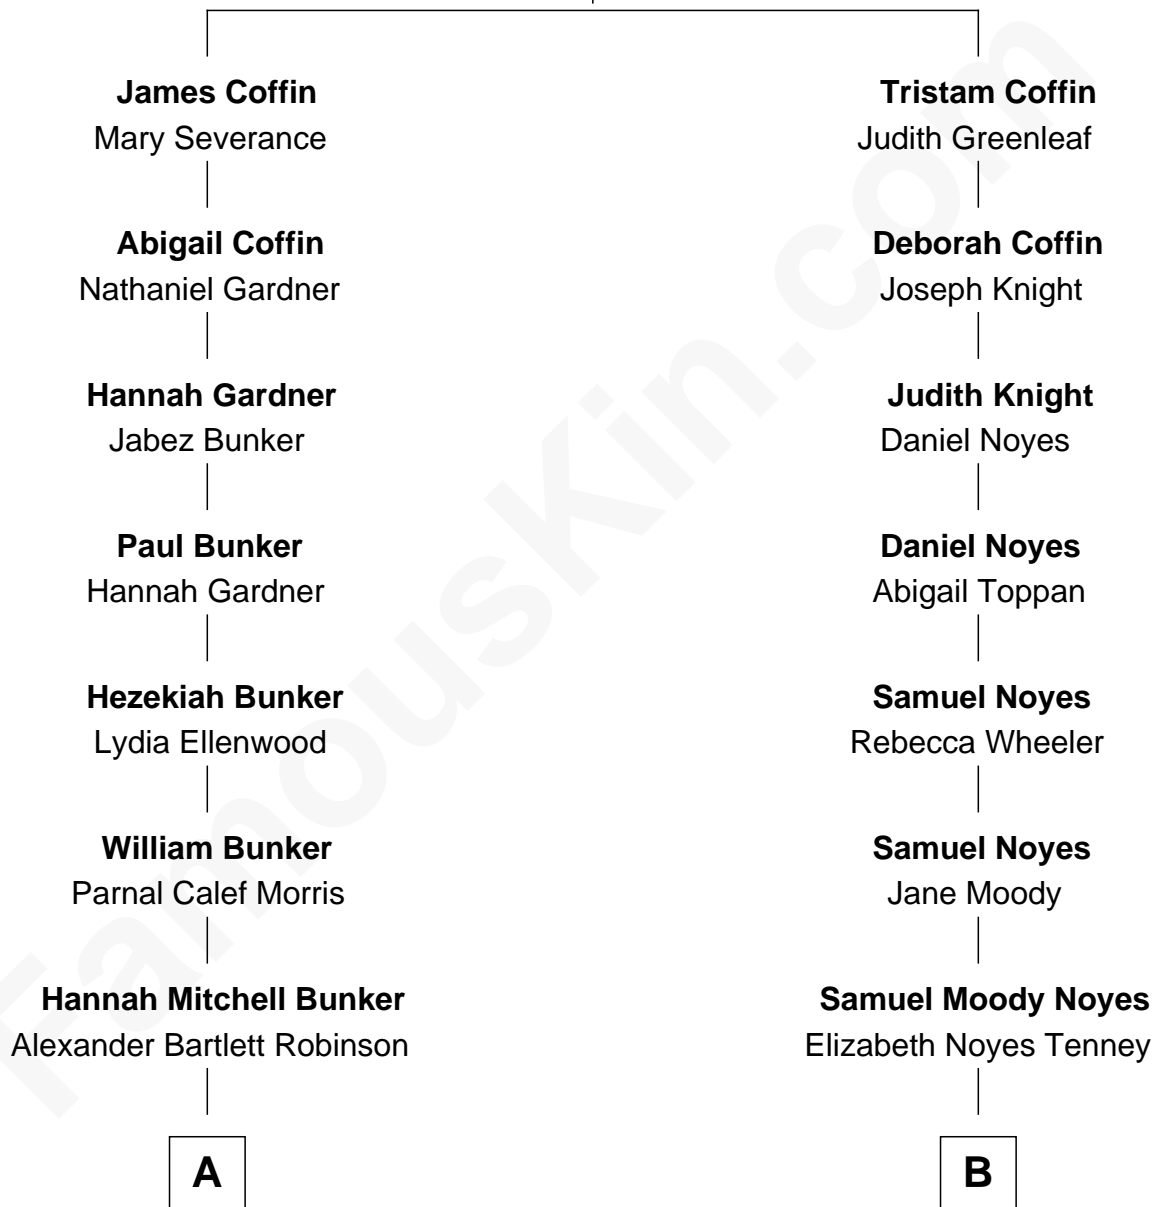 James Coffin
Mary Severance
Abigail Coffin
Nathaniel Gardner
Hannah Gardner
Jabez Bunker
Paul Bunker
Hannah Gardner
Hezekiah Bunker
Lydia Ellenwood
William Bunker
Parnal Calef Morris
Hannah Mitchell Bunker
Alexander Bartlett Robinson
A
Tristam Coffin
Judith Greenleaf
Deborah Coffin
Joseph Knight
Judith Knight
Daniel Noyes
Daniel Noyes
Abigail Toppan
Samuel Noyes
Rebecca Wheeler
Samuel Noyes
Jane Moody
Samuel Moody Noyes
Elizabeth Noyes Tenney
B
FamousKin.com